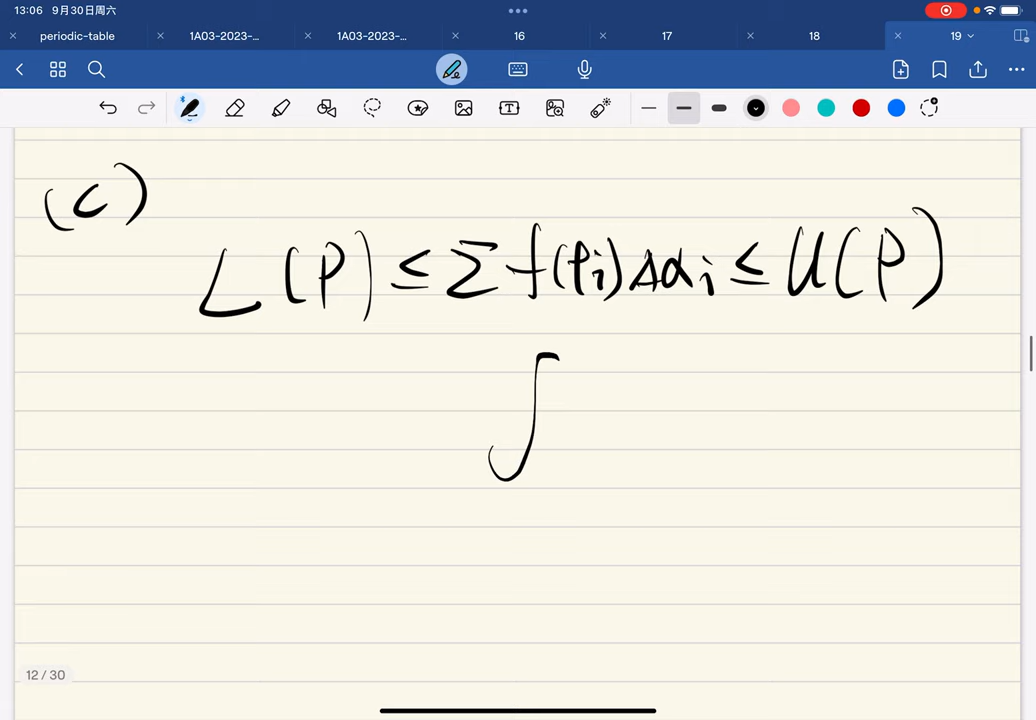 13:06 9月30日周六
periodic-table 1A03-2023-... 1A03-2023-... 16 17 18 19
(c)
L(P) ≤ Σ f(pi) Δαi ≤ U(P)
∫
12 / 30